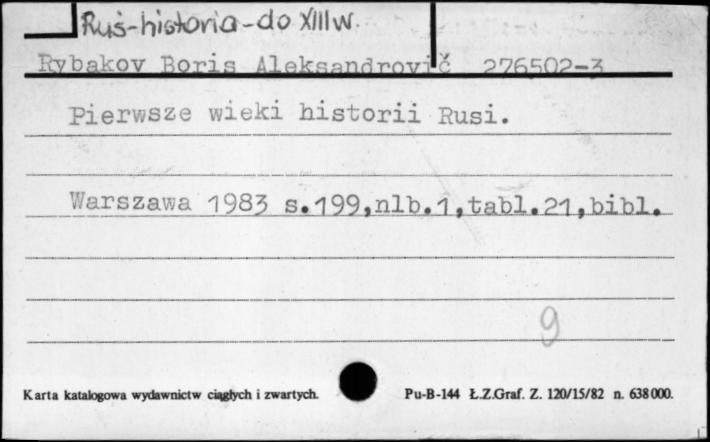 Ruś-historia-do XIII w.
Rybakov Boris Aleksandrovič 276502-3
Pierwsze wieki historii Rusi.
Warszawa 1983 s.199,nlb.1,tabl.21,bibl.
9
Karta katalogowa wydawnictw ciągłych i zwartych. Pu-B-144 Ł.Z.Graf. Z. 120/15/82 n. 638000.